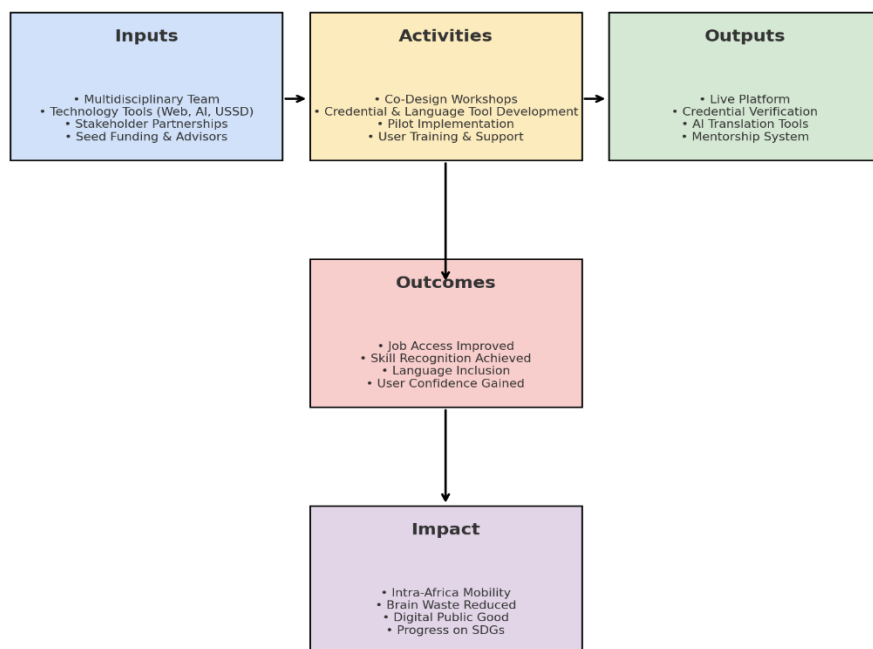 Inputs
• Multidisciplinary Team
• Technology Tools (Web, AI, USSD)
• Stakeholder Partnerships
• Seed Funding & Advisors
Activities
• Co-Design Workshops
• Credential & Language Tool Development
• Pilot Implementation
• User Training & Support
Outputs
• Live Platform
• Credential Verification
• AI Translation Tools
• Mentorship System
Outcomes
• Job Access Improved
• Skill Recognition Achieved
• Language Inclusion
• User Confidence Gained
Impact
• Intra-Africa Mobility
• Brain Waste Reduced
• Digital Public Good
• Progress on SDGs